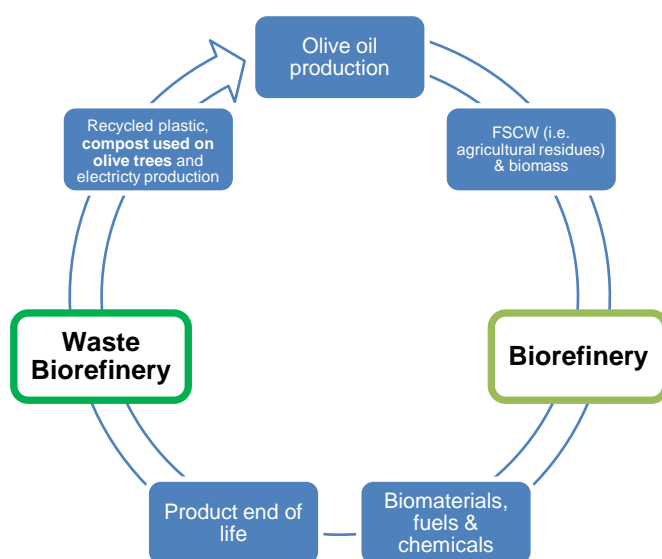 Olive oil
production
FSCW (i.e.
agricultural residues)
& biomass
Biorefinery
Biomaterials,
fuels &
chemicals
Product end of
life
Waste
Biorefinery
Recycled plastic,
compost used on
olive trees and
electricty production